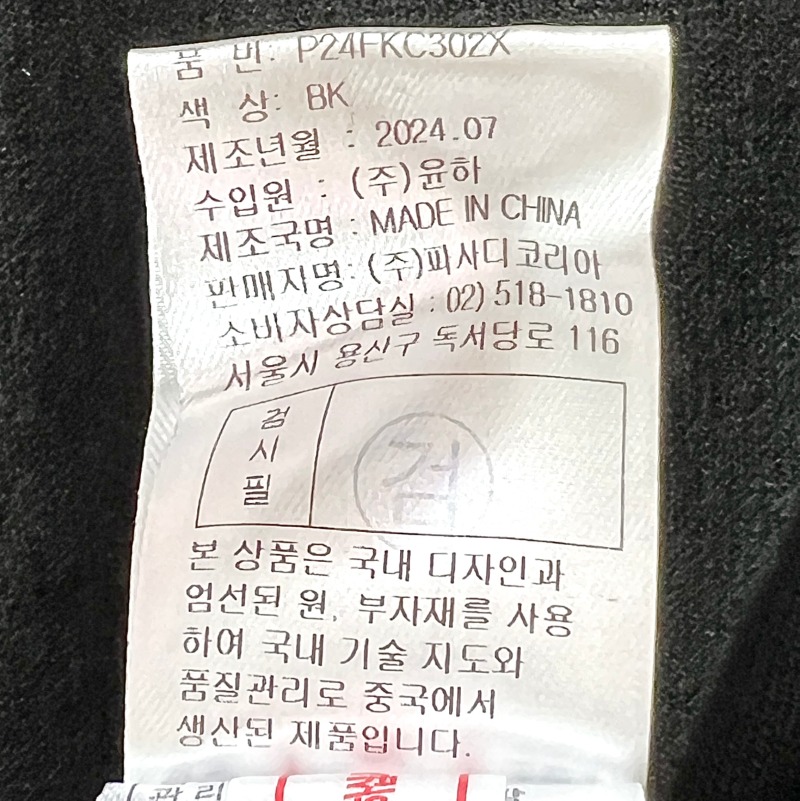 품 번: P24FKC302X
색 상: BK
제조년월 : 2024.07
수입원 : (주)윤하
제조국명 : MADE IN CHINA
판매지명: (주)파사디코리아
소비자상담실 : 02) 518-1810
서울시 용산구 독서당로 116
검
시
필
검
본 상품은 국내 디자인과
엄선된 원, 부자재를 사용
하여 국내 기술 지도와
품질관리로 중국에서
생산된 제품입니다.